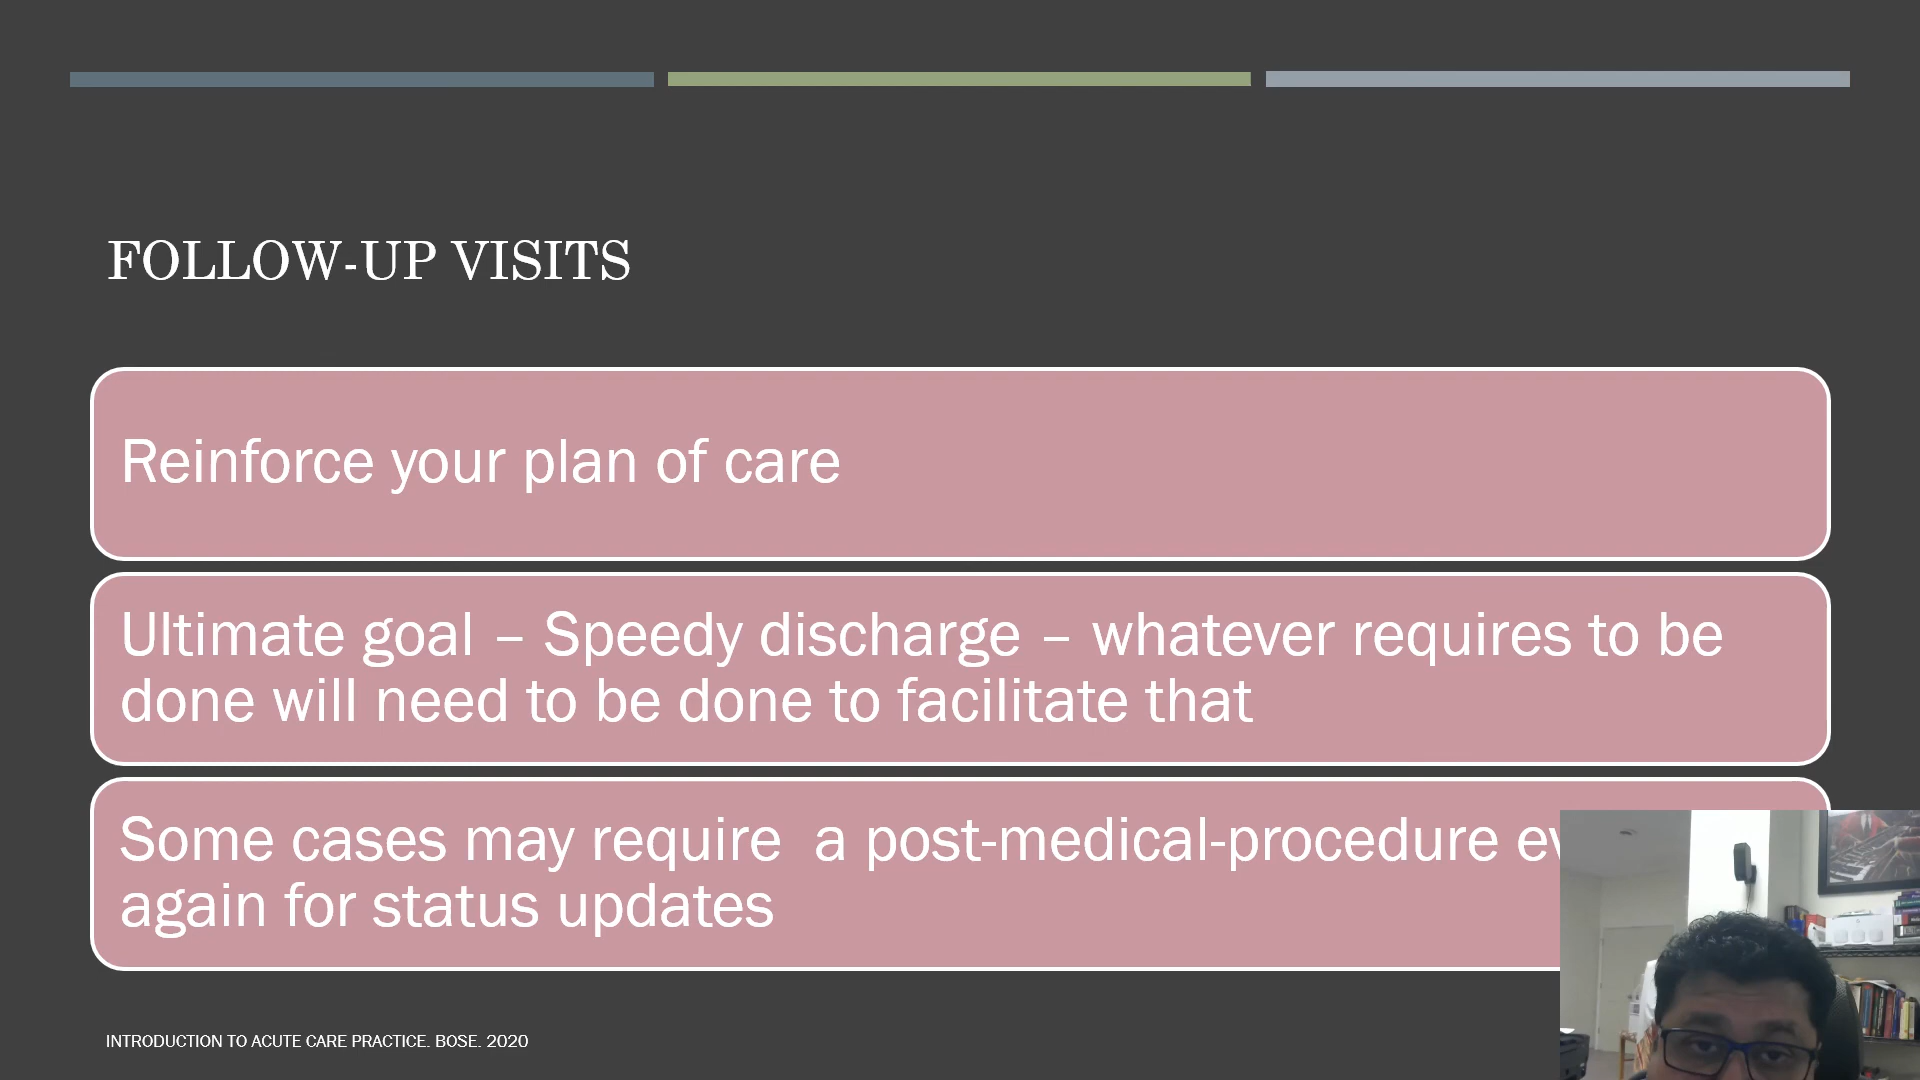 FOLLOW-UP VISITS
Reinforce your plan of care
Ultimate goal – Speedy discharge – whatever requires to be
done will need to be done to facilitate that
Some cases may require a post-medical-procedure
again for status updates
INTRODUCTION TO ACUTE CARE PRACTICE. BOSE. 2020